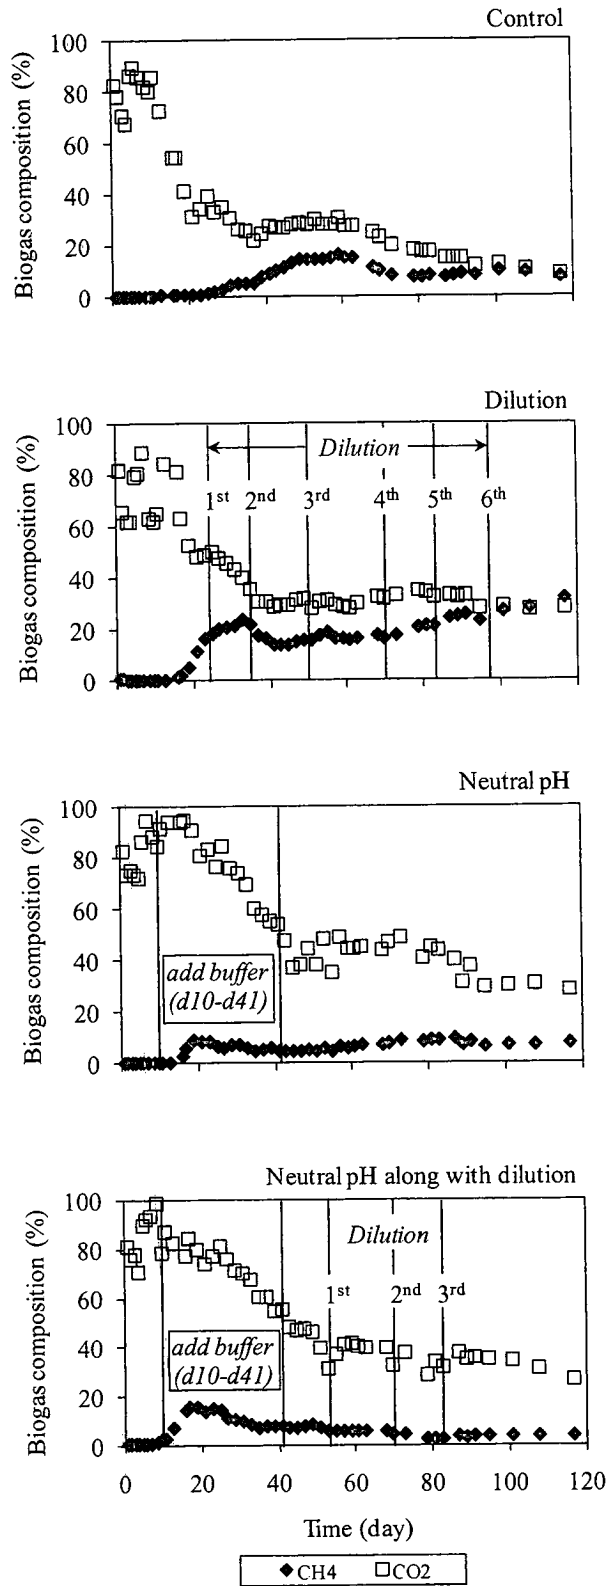 Control
Biogas composition (%)
100
80
60
40
20
0
Dilution
Biogas composition (%)
100
80
60
40
20
0
Dilution
1st 2nd 3rd 4th 5th 6th
Neutral pH
Biogas composition (%)
100
80
60
40
20
0
add buffer
(d10-d41)
Neutral pH along with dilution
Biogas composition (%)
100
80
60
40
20
0
Dilution
1st 2nd 3rd
add buffer
(d10-d41)
0 20 40 60 80 100 120
Time (day)
CH4 CO2